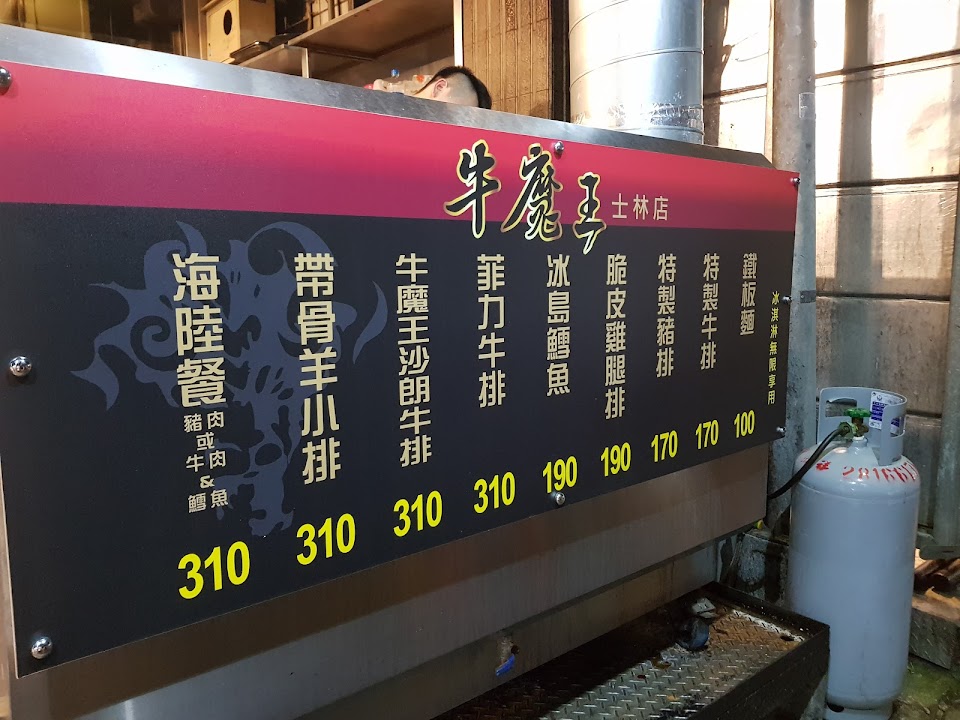 牛魔王 士林店
冰淇淋無限享用
鐵板麵 100
特製牛排 170
特製豬排 170
脆皮雞腿排 190
冰島鱈魚 190
菲力牛排 310
牛魔王沙朗牛排 310
帶骨羊小排 310
海陸餐
豬肉
或
牛肉
&
鱈魚
310